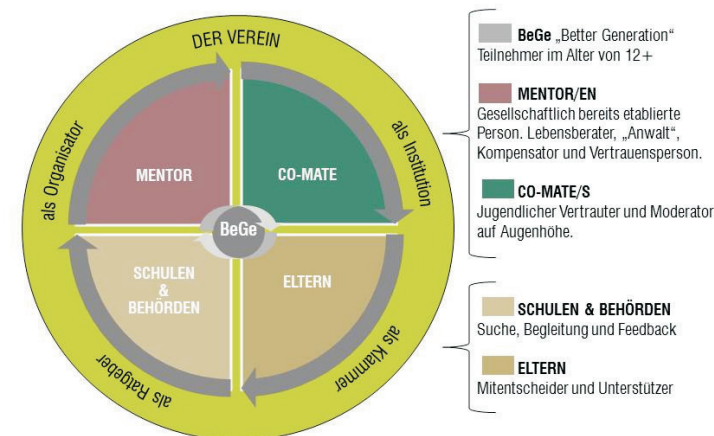 DER VEREIN
als Organisator
als Institution
MENTOR
CO-MATE
BeGe
SCHULEN
&
BEHÖRDEN
ELTERN
als Ratgeber
als Klammer
BeGe „Better Generation“
Teilnehmer im Alter von 12+
MENTOR/EN
Gesellschaftlich bereits etablierte
Person. Lebensberater, „Anwalt“,
Kompensator und Vertrauensperson.
CO-MATE/S
Jugendlicher Vertrauter und Moderator
auf Augenhöhe.
SCHULEN & BEHÖRDEN
Suche, Begleitung und Feedback
ELTERN
Mitentscheider und Unterstützer